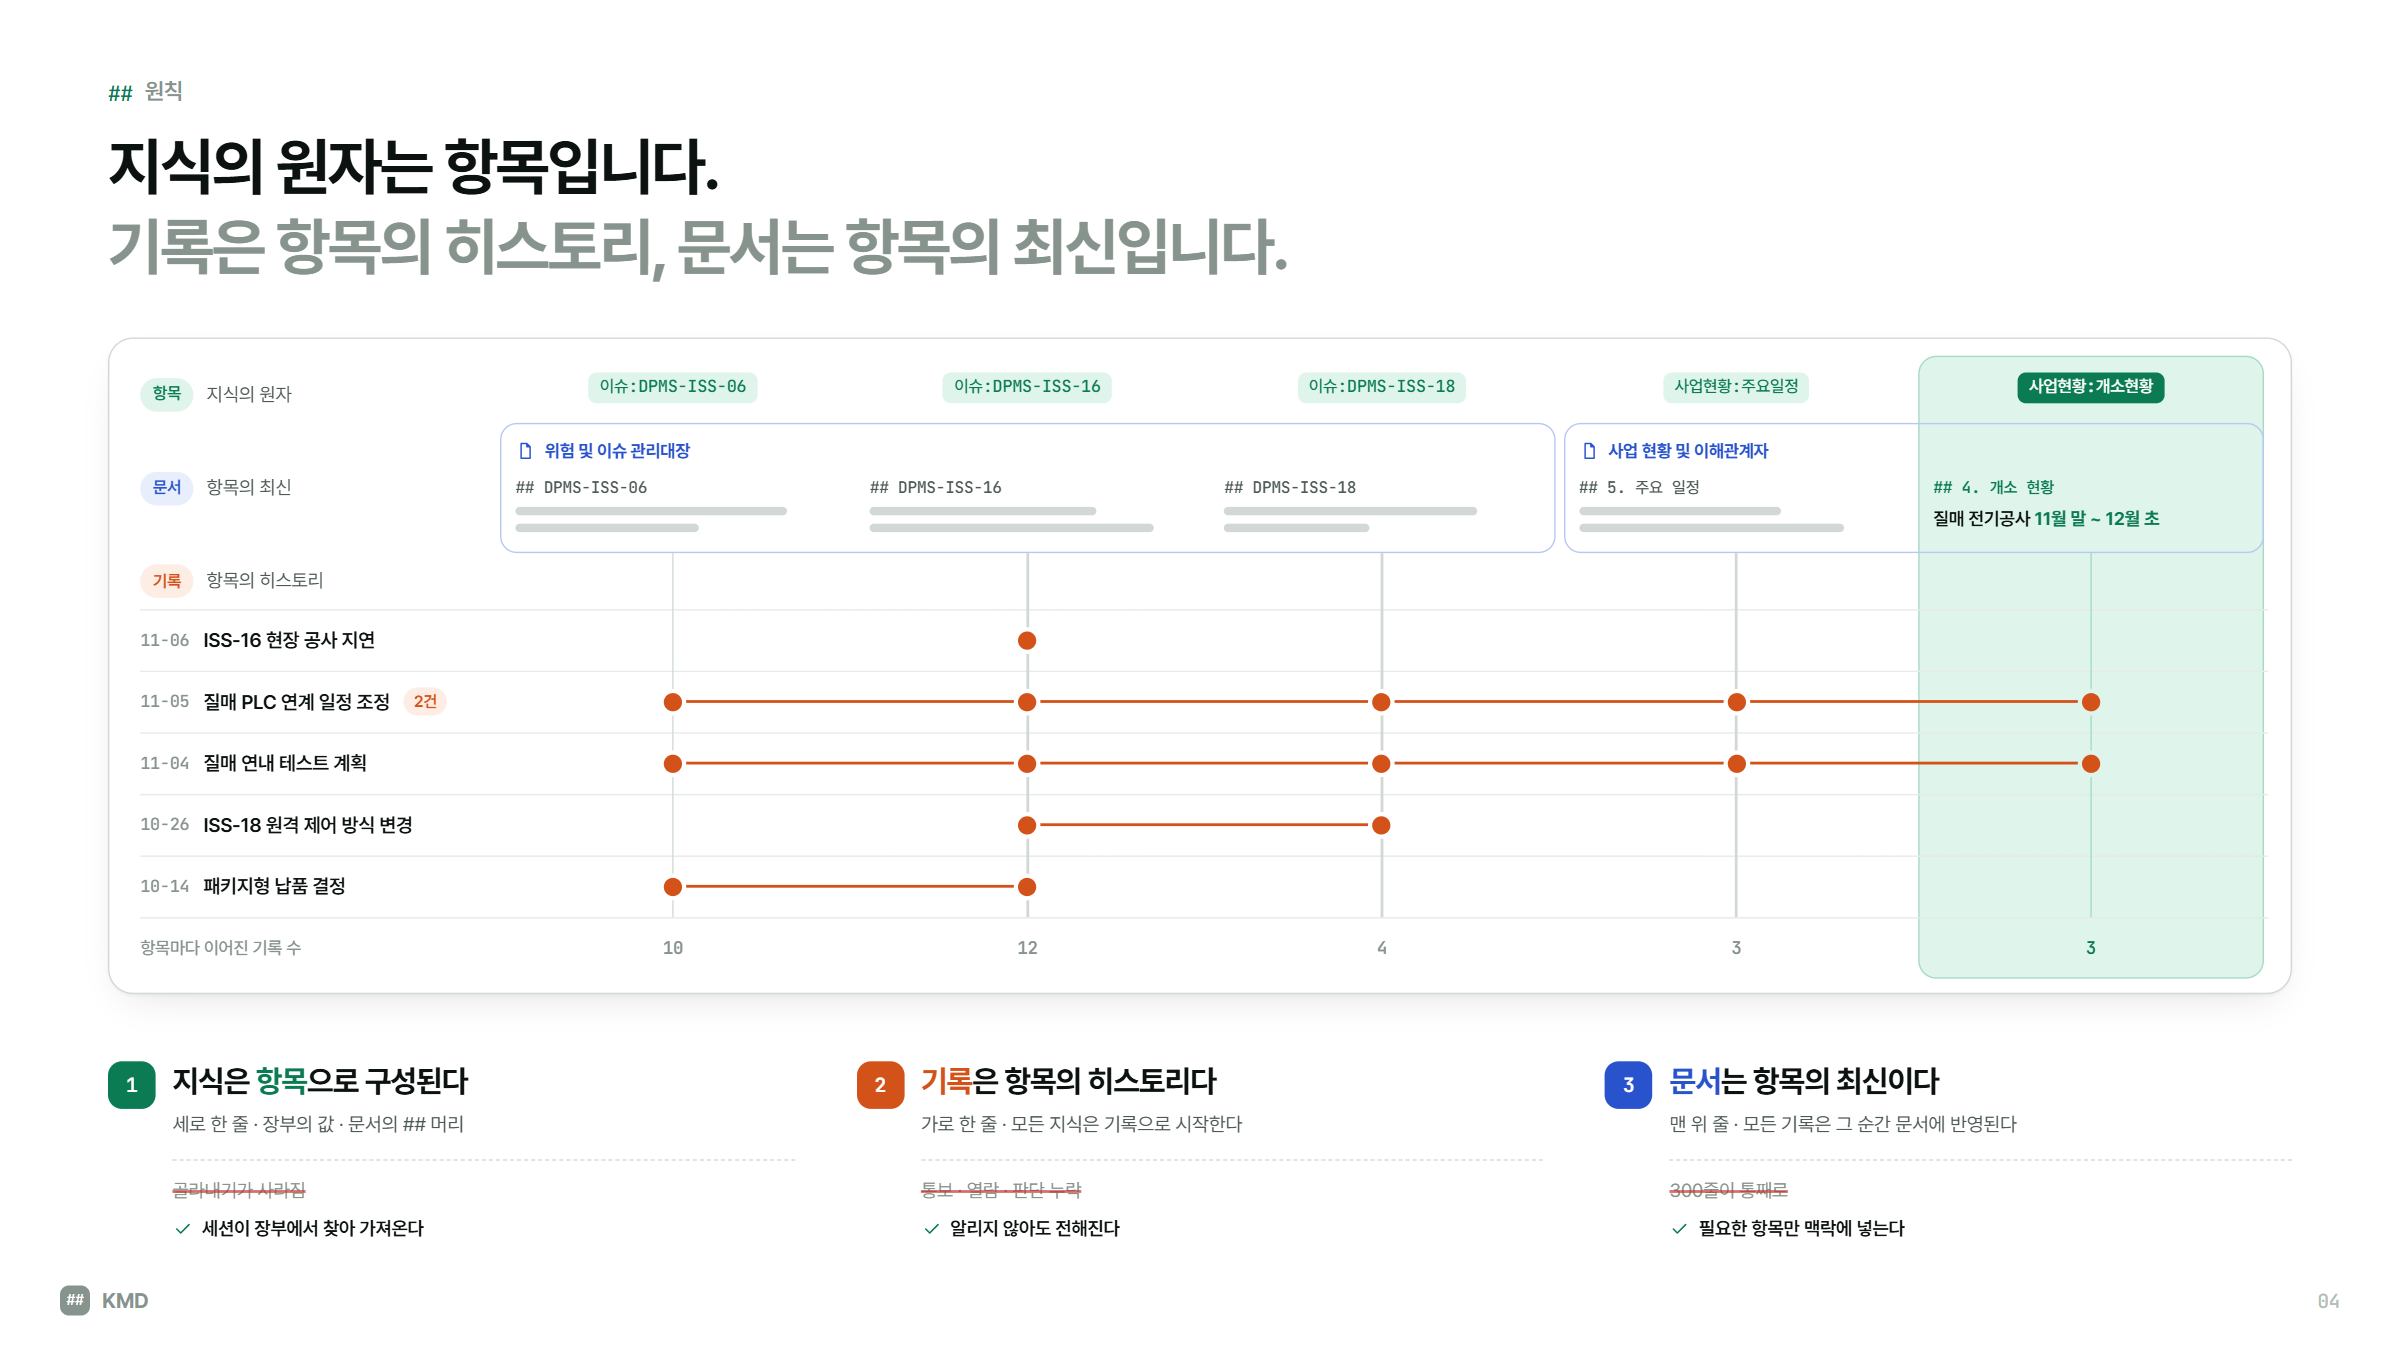 ## 원칙
지식의 원자는 항목입니다.
기록은 항목의 히스토리, 문서는 항목의 최신입니다.
항목 지식의 원자
이슈:DPMS-ISS-06
이슈:DPMS-ISS-16
이슈:DPMS-ISS-18
사업현황:주요일정
사업현황:개소현황
문서 항목의 최신
위험 및 이슈 관리대장
## DPMS-ISS-06
## DPMS-ISS-16
## DPMS-ISS-18
사업 현황 및 이해관계자
## 5. 주요 일정
## 4. 개소 현황
질매 전기공사 11월 말 ~ 12월 초
기록 항목의 히스토리
11-06 ISS-16 현장 공사 지연
11-05 질매 PLC 연계 일정 조정 2건
11-04 질매 연내 테스트 계획
10-26 ISS-18 원격 제어 방식 변경
10-14 패키지형 납품 결정
항목마다 이어진 기록 수 10 12 4 3 3
1 지식은 항목으로 구성된다
세로 한 줄 · 장부의 값 · 문서의 ## 머리
골라내기가 사라짐
세션이 장부에서 찾아 가져온다
2 기록은 항목의 히스토리다
가로 한 줄 · 모든 지식은 기록으로 시작한다
통보 · 열람 · 판단 누락
알리지 않아도 전해진다
3 문서는 항목의 최신이다
맨 위 줄 · 모든 기록은 그 순간 문서에 반영된다
300줄이 통째로
필요한 항목만 맥락에 넣는다
## KMD
04